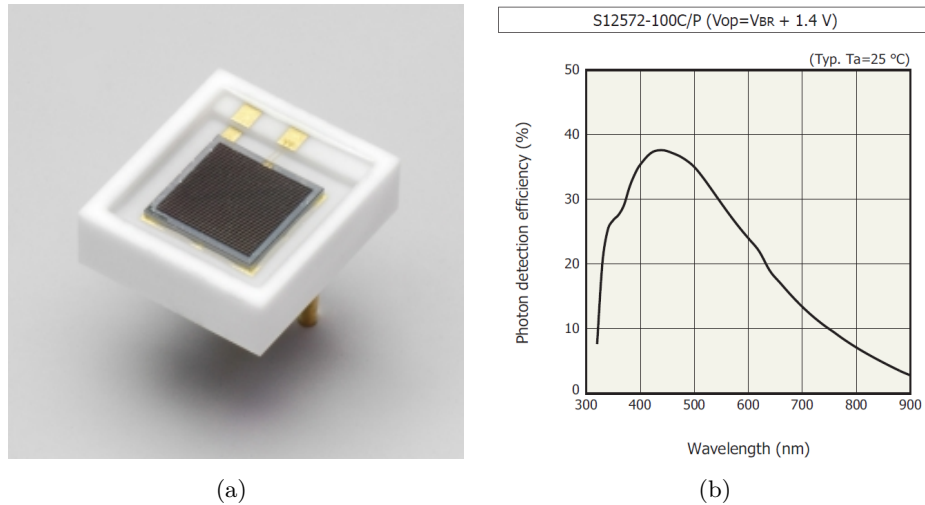 S12572-100C/P (Vop=VBR + 1.4 V)
(Typ. Ta=25 ºC)
50
40
30
20
10
0
Photon detection efficiency (%)
300 400 500 600 700 800 900
Wavelength (nm)
(a)
(b)